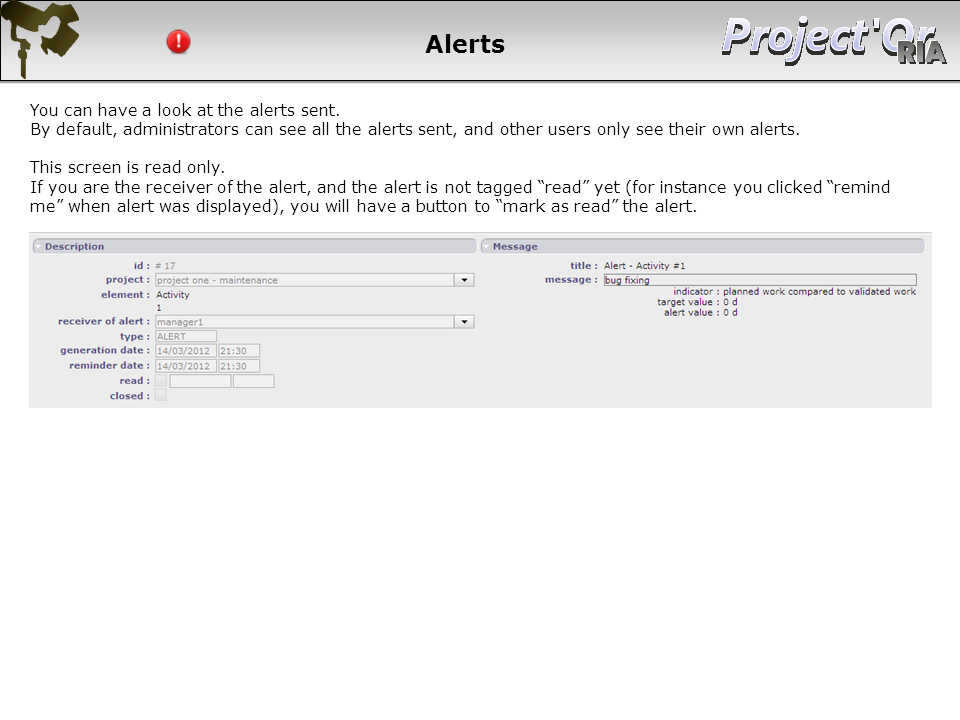 Alerts
Project'Or
RIA
You can have a look at the alerts sent.
By default, administrators can see all the alerts sent, and other users only see their own alerts.
This screen is read only.
If you are the receiver of the alert, and the alert is not tagged “read” yet (for instance you clicked “remind
me” when alert was displayed), you will have a button to “mark as read” the alert.
Description
id : # 17
project : project one - maintenance
element : Activity
1
receiver of alert : manager1
type : ALERT
generation date : 14/03/2012 21:30
reminder date : 14/03/2012 21:30
read :
closed :
Message
title : Alert - Activity #1
message : bug fixing
indicator : planned work compared to validated work
target value : 0 d
alert value : 0 d